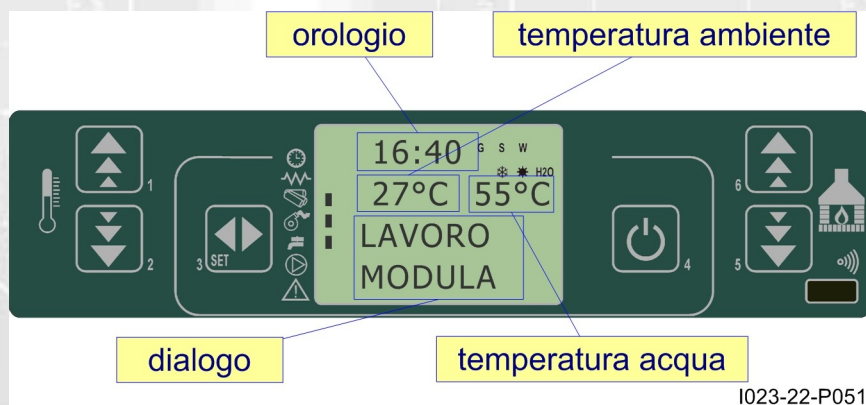 orologio
temperatura ambiente
16:40 G S W
H2O
27°C 55°C
LAVORO
MODULA
1
2
3 SET
4
6
5
dialogo
temperatura acqua
I023-22-P051